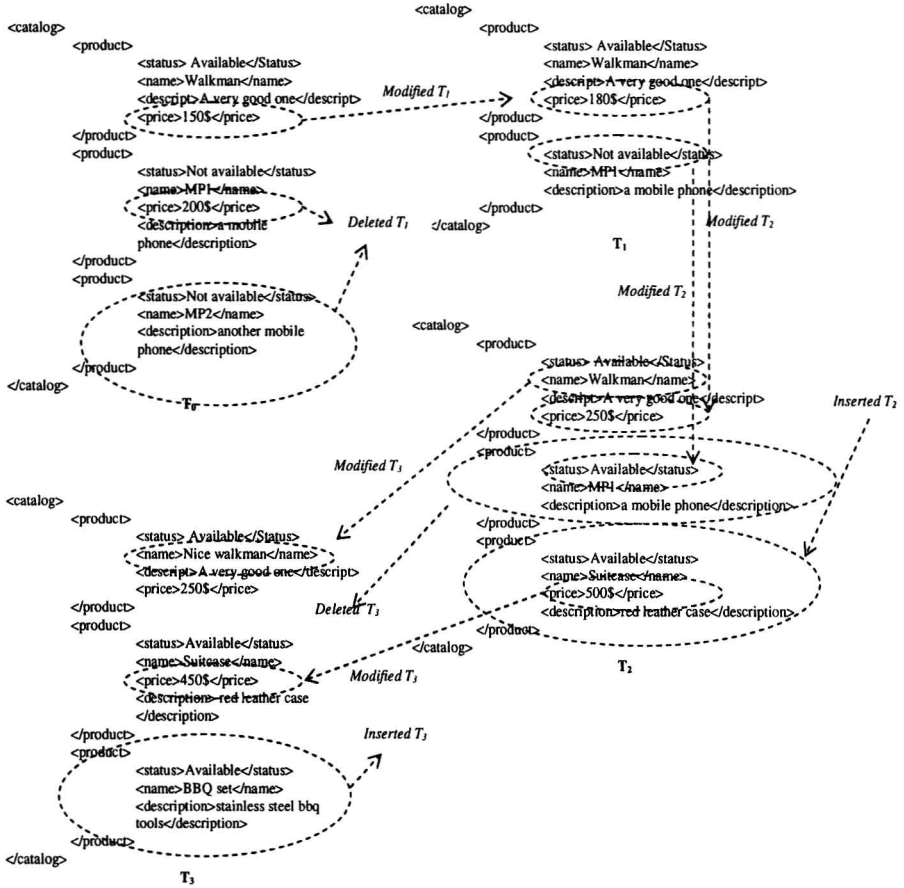 <catalog>
<product>
<status> Available</Status>
<name>Walkman</name>
<descript>A very good one</descript>
<price>150$</price>
</product>
<product>
<status>Not available</status>
<name>MP1</name>
<price>200$</price>
<description>a mobile
phone</description>
</product>
<product>
<status>Not available</status>
<name>MP2</name>
<description>another mobile
phone</description>
</product>
</catalog>
T0
Modified T1
Deleted T1
<catalog>
<product>
<status> Available</Status>
<name>Walkman</name>
<descript>A very good one</descript>
<price>180$</price>
</product>
<product>
<status>Not available</status>
<name>MP1</name>
<description>a mobile phone</description>
</product>
</catalog>
T1
Modified T2
Modified T2
<catalog>
<product>
<status> Available</Status>
<name>Walkman</name>
<descript>A very good one</descript>
<price>250$</price>
</product>
<product>
<status>Available</status>
<name>MP1</name>
<description>a mobile phone</description>
</product>
<product>
<status>Available</status>
<name>Suitcase</name>
<price>500$</price>
<description>red leather case</description>
</product>
</catalog>
T2
Inserted T2
Modified T3
Deleted T3
Modified T3
Inserted T3
<catalog>
<product>
<status> Available</Status>
<name>Nice walkman</name>
<descript>A very good one</descript>
<price>250$</price>
</product>
<product>
<status>Available</status>
<name>Suitcase</name>
<price>450$</price>
<description> red leather case
</description>
</product>
<product>
<status>Available</status>
<name>BBQ set</name>
<description>stainless steel bbq
tools</description>
</product>
</catalog>
T3